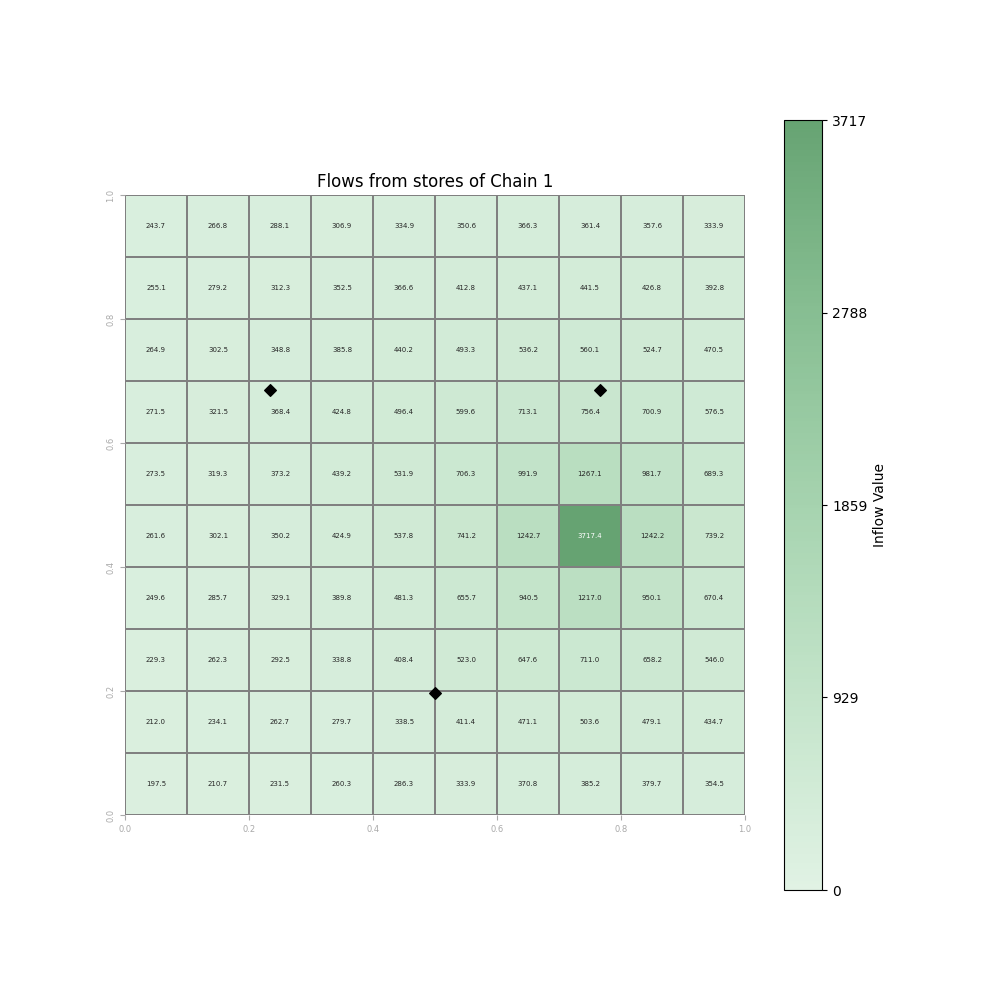 Flows from stores of Chain 1
1.0
243.7 266.8 288.1 306.9 334.9 350.6 366.3 361.4 357.6 333.9
255.1 279.2 312.3 352.5 366.6 412.8 437.1 441.5 426.8 392.8
0.8
264.9 302.5 348.8 385.8 440.2 493.3 536.2 560.1 524.7 470.5
271.5 321.5 368.4 424.8 496.4 599.6 713.1 756.4 700.9 576.5
0.6
273.5 319.3 373.2 439.2 531.9 706.3 991.9 1267.1 981.7 689.3
261.6 302.1 350.2 424.9 537.8 741.2 1242.7 3717.4 1242.2 739.2
0.4
249.6 285.7 329.1 389.8 481.3 655.7 940.5 1217.0 950.1 670.4
229.3 262.3 292.5 338.8 408.4 523.0 647.6 711.0 658.2 546.0
0.2
212.0 234.1 262.7 279.7 338.5 411.4 471.1 503.6 479.1 434.7
197.5 210.7 231.5 260.3 286.3 333.9 370.8 385.2 379.7 354.5
0.0
0.0 0.2 0.4 0.6 0.8 1.0
3717
2788
1859
929
0
Inflow Value